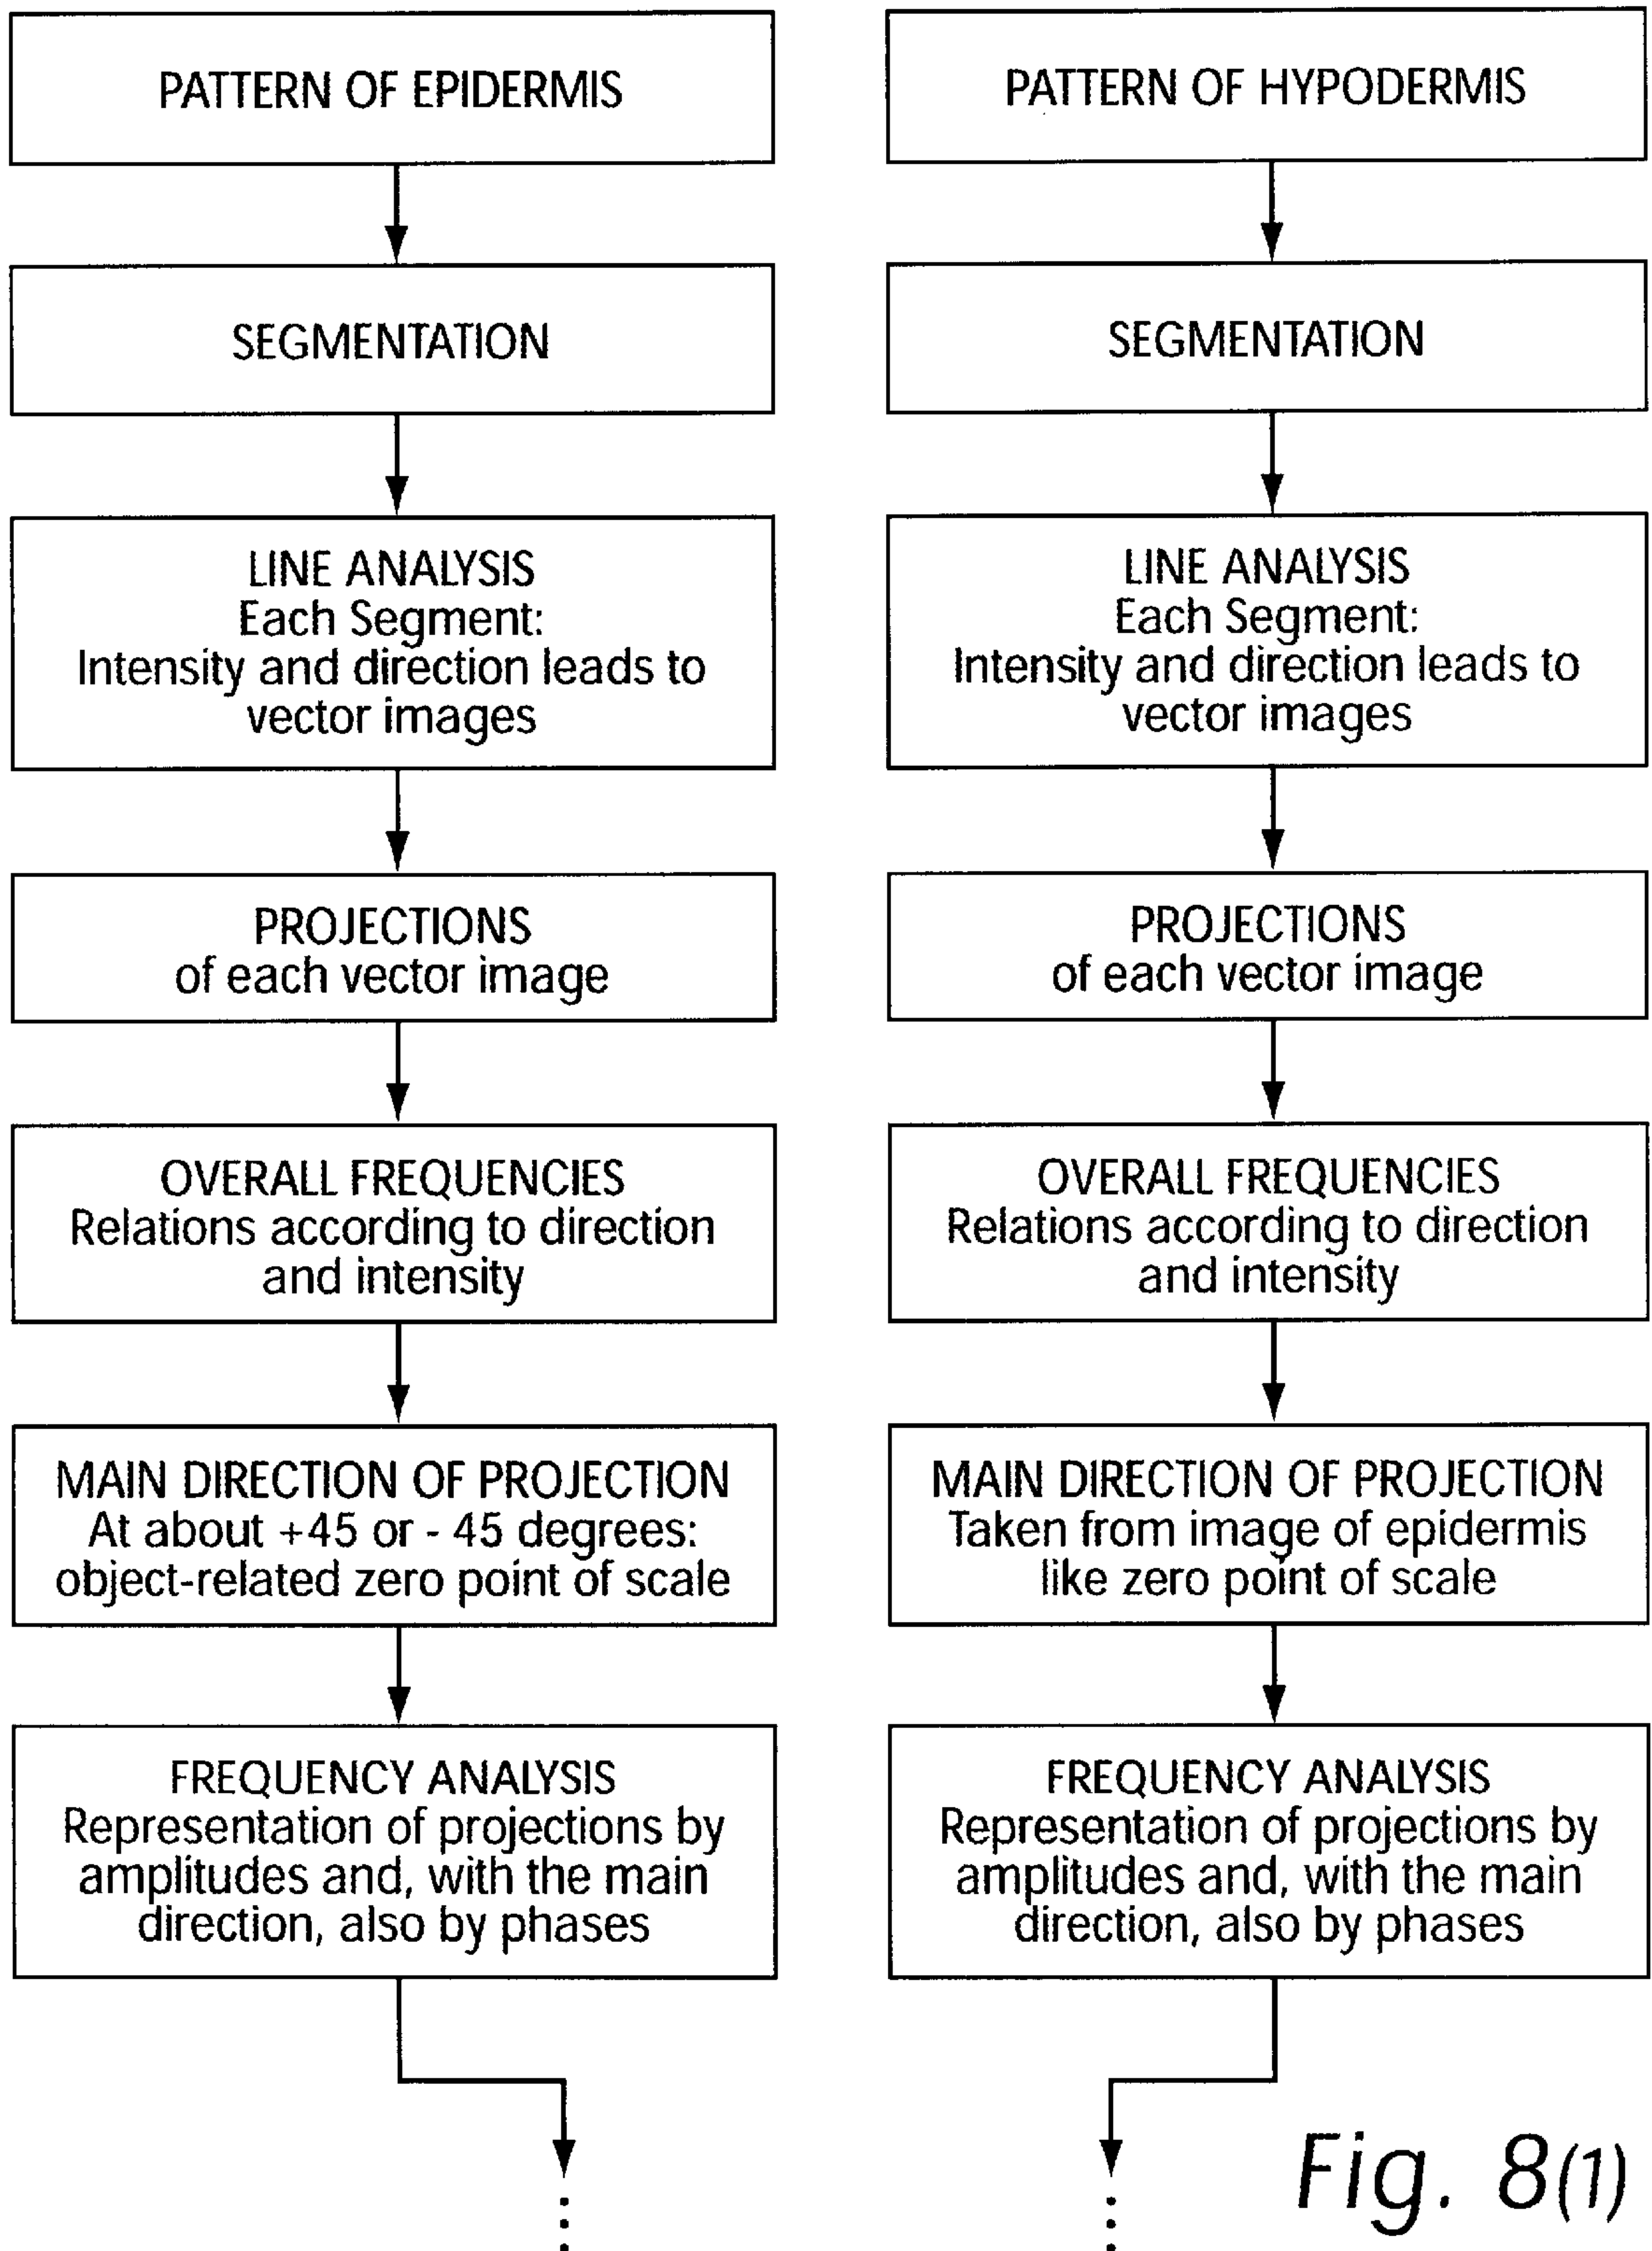 PATTERN OF EPIDERMIS
SEGMENTATION
LINE ANALYSIS
Each Segment:
Intensity and direction leads to
vector images
PROJECTIONS
of each vector image
OVERALL FREQUENCIES
Relations according to direction
and intensity
MAIN DIRECTION OF PROJECTION
At about +45 or - 45 degrees:
object-related zero point of scale
FREQUENCY ANALYSIS
Representation of projections by
amplitudes and, with the main
direction, also by phases
PATTERN OF HYPODERMIS
SEGMENTATION
LINE ANALYSIS
Each Segment:
Intensity and direction leads to
vector images
PROJECTIONS
of each vector image
OVERALL FREQUENCIES
Relations according to direction
and intensity
MAIN DIRECTION OF PROJECTION
Taken from image of epidermis
like zero point of scale
FREQUENCY ANALYSIS
Representation of projections by
amplitudes and, with the main
direction, also by phases
Fig. 8(1)